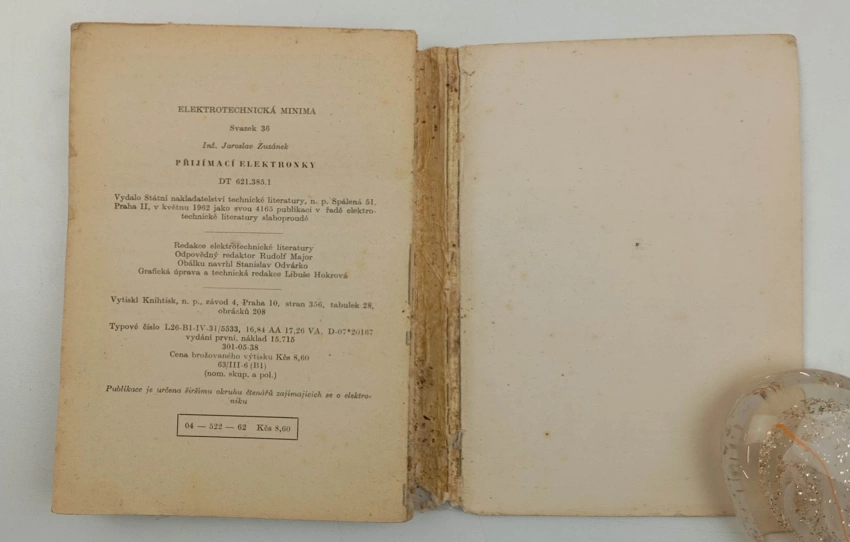 ELEKTROTECHNICKÁ MINIMA
Svazek 36
Inž. Jaroslav Zuzánek
PŘIJÍMACÍ ELEKTRONKY
DT 621.385.1
Vydalo Státní nakladatelství technické literatury, n. p. Spálená 51,
Praha II, v květnu 1962 jako svou 4165 publikaci v řadě elektro-
technické literatury slaboproudé
Redakce elektrotechnické literatury
Odpovědný redaktor Rudolf Major
Obálku navrhl Stanislav Odvárko
Grafická úprava a technická redakce Libuše Hokrová
Vytiskl Knihtisk, n. p., závod 4, Praha 10, stran 356, tabulek 28,
obrázků 208
Typové číslo L26-B1-IV-31/5533, 16,84 AA 17,26 VA, D-07*20167
vydání první, náklad 15.715
301-05-38
Cena brožovaného výtisku Kčs 8,60
63/III-6 (B1)
(nom. skup. a pol.)
Publikace je určena širšímu okruhu čtenářů zajímajících se o elektro-
niku
04 — 522 — 62 Kčs 8,60